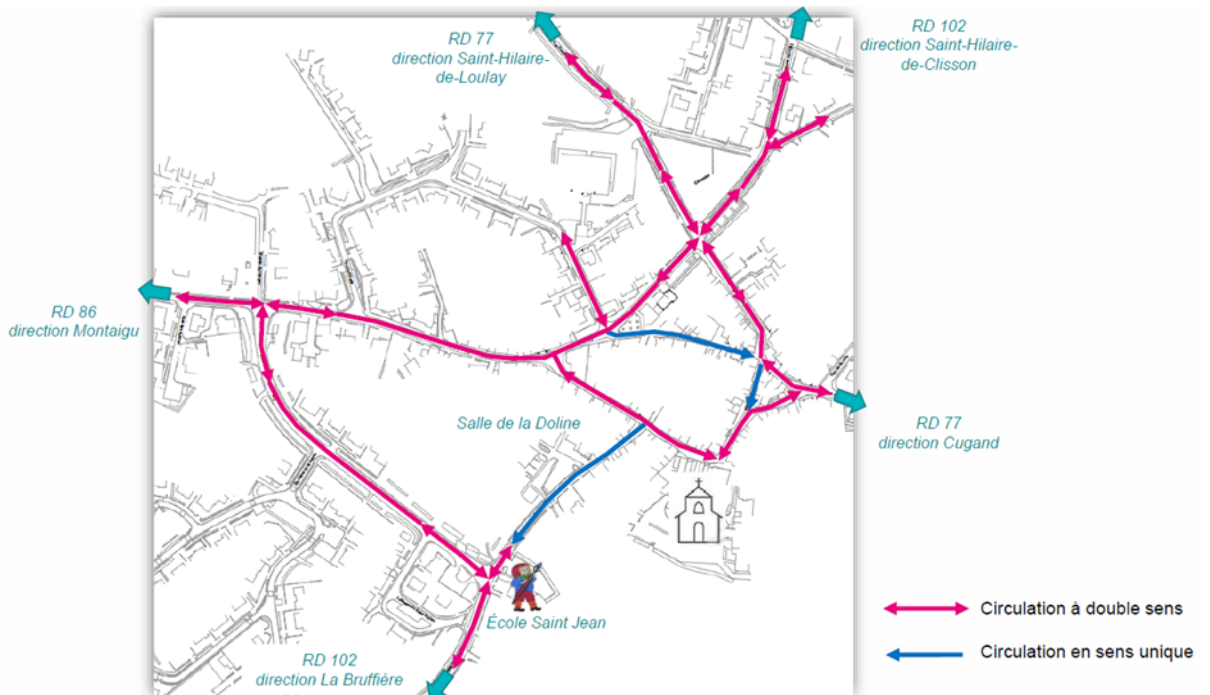 RD 77
direction Saint-Hilaire-
de-Loulay
RD 102
direction Saint-Hilaire-
de-Clisson
RD 86
direction Montaigu
Salle de la Doline
RD 77
direction Cugand
École Saint Jean
RD 102
direction La Bruffière
Circulation à double sens
Circulation en sens unique